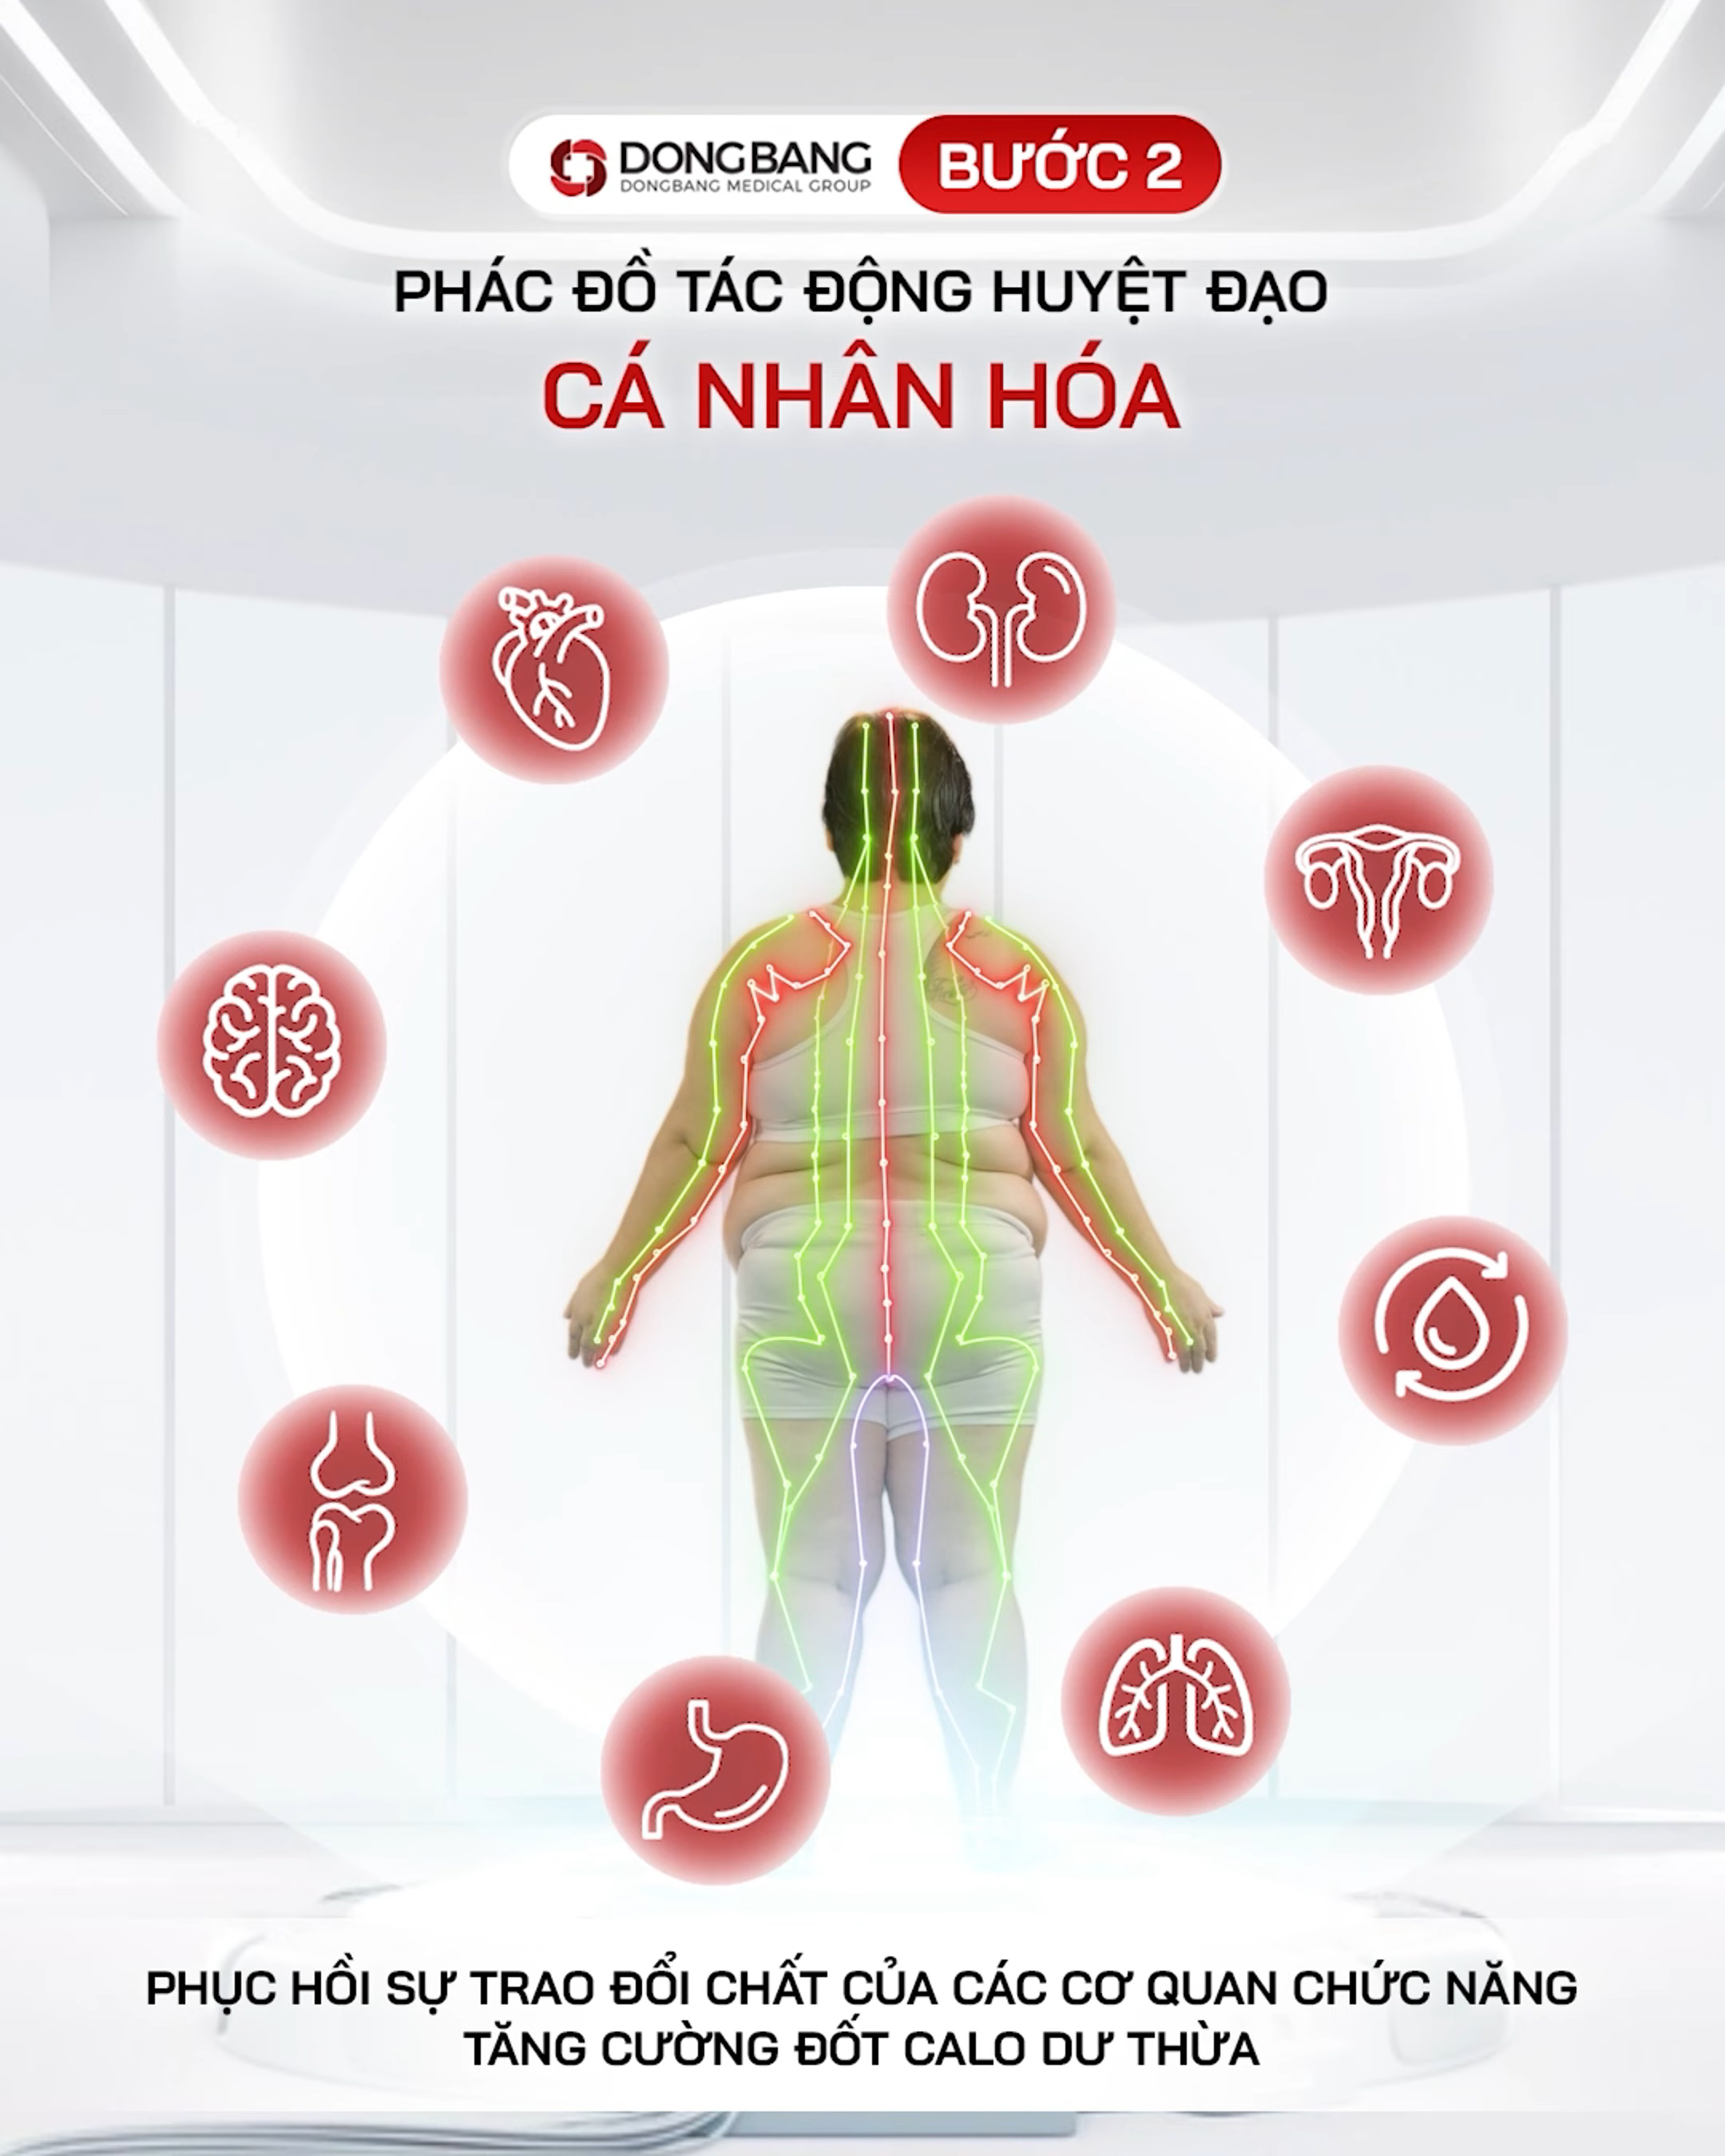 DONGBANG
DONGBANG MEDICAL GROUP
BƯỚC 2
PHÁC ĐỒ TÁC ĐỘNG HUYỆT ĐẠO
CÁ NHÂN HÓA
PHỤC HỒI SỰ TRAO ĐỔI CHẤT CỦA CÁC CƠ QUAN CHỨC NĂNG
TĂNG CƯỜNG ĐỐT CALO DƯ THỪA